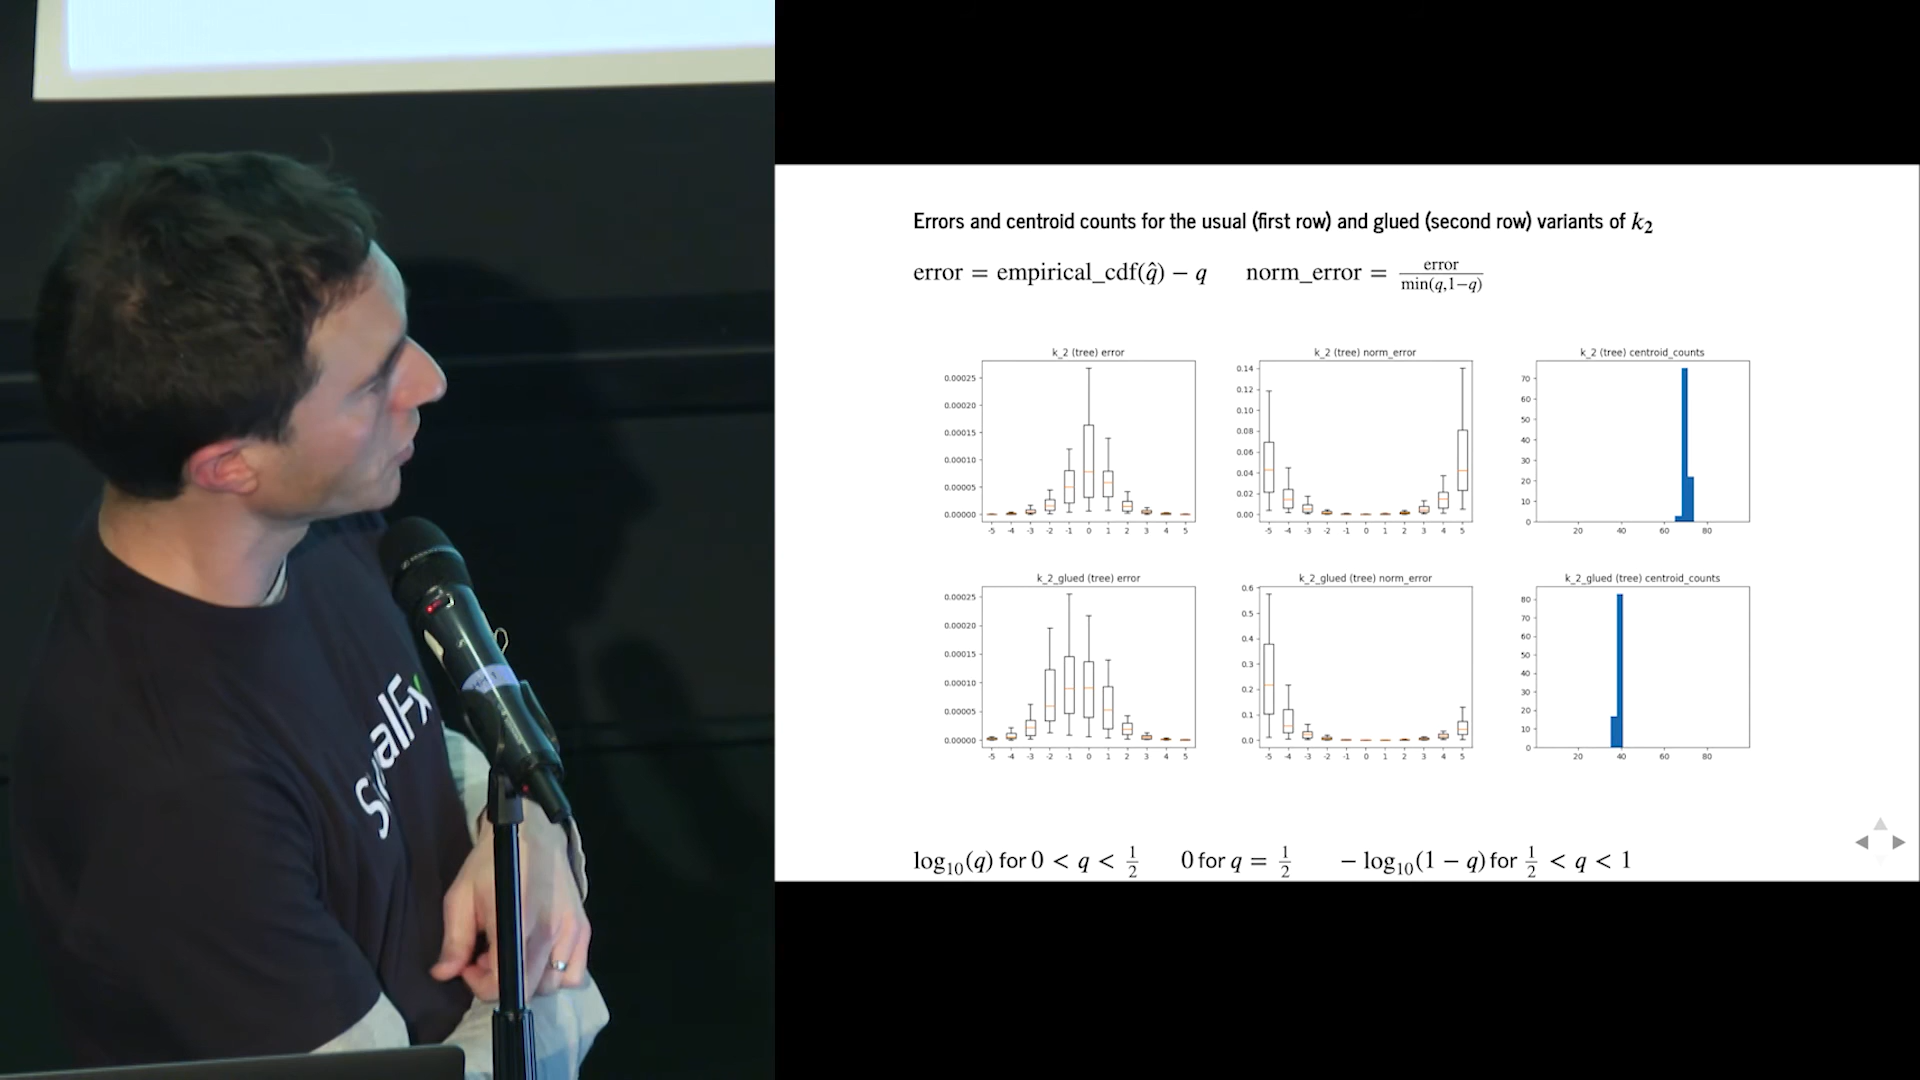 Errors and centroid counts for the usual (first row) and glued (second row) variants of k₂
error = empirical_cdf(q̂) − q norm_error = error / min(q,1−q)
k_2 (tree) error
0.00025
0.00020
0.00015
0.00010
0.00005
0.00000
-5 -4 -3 -2 -1 0 1 2 3 4 5
k_2 (tree) norm_error
0.14
0.12
0.10
0.08
0.06
0.04
0.02
0.00
-5 -4 -3 -2 -1 0 1 2 3 4 5
k_2 (tree) centroid_counts
70
60
50
40
30
20
10
0
20 40 60 80
k_2_glued (tree) error
0.00025
0.00020
0.00015
0.00010
0.00005
0.00000
-5 -4 -3 -2 -1 0 1 2 3 4 5
k_2_glued (tree) norm_error
0.6
0.5
0.4
0.3
0.2
0.1
0.0
-5 -4 -3 -2 -1 0 1 2 3 4 5
k_2_glued (tree) centroid_counts
80
70
60
50
40
30
20
10
0
20 40 60 80
log₁₀(q) for 0 < q < 1/2 0 for q = 1/2 − log₁₀(1 − q) for 1/2 < q < 1